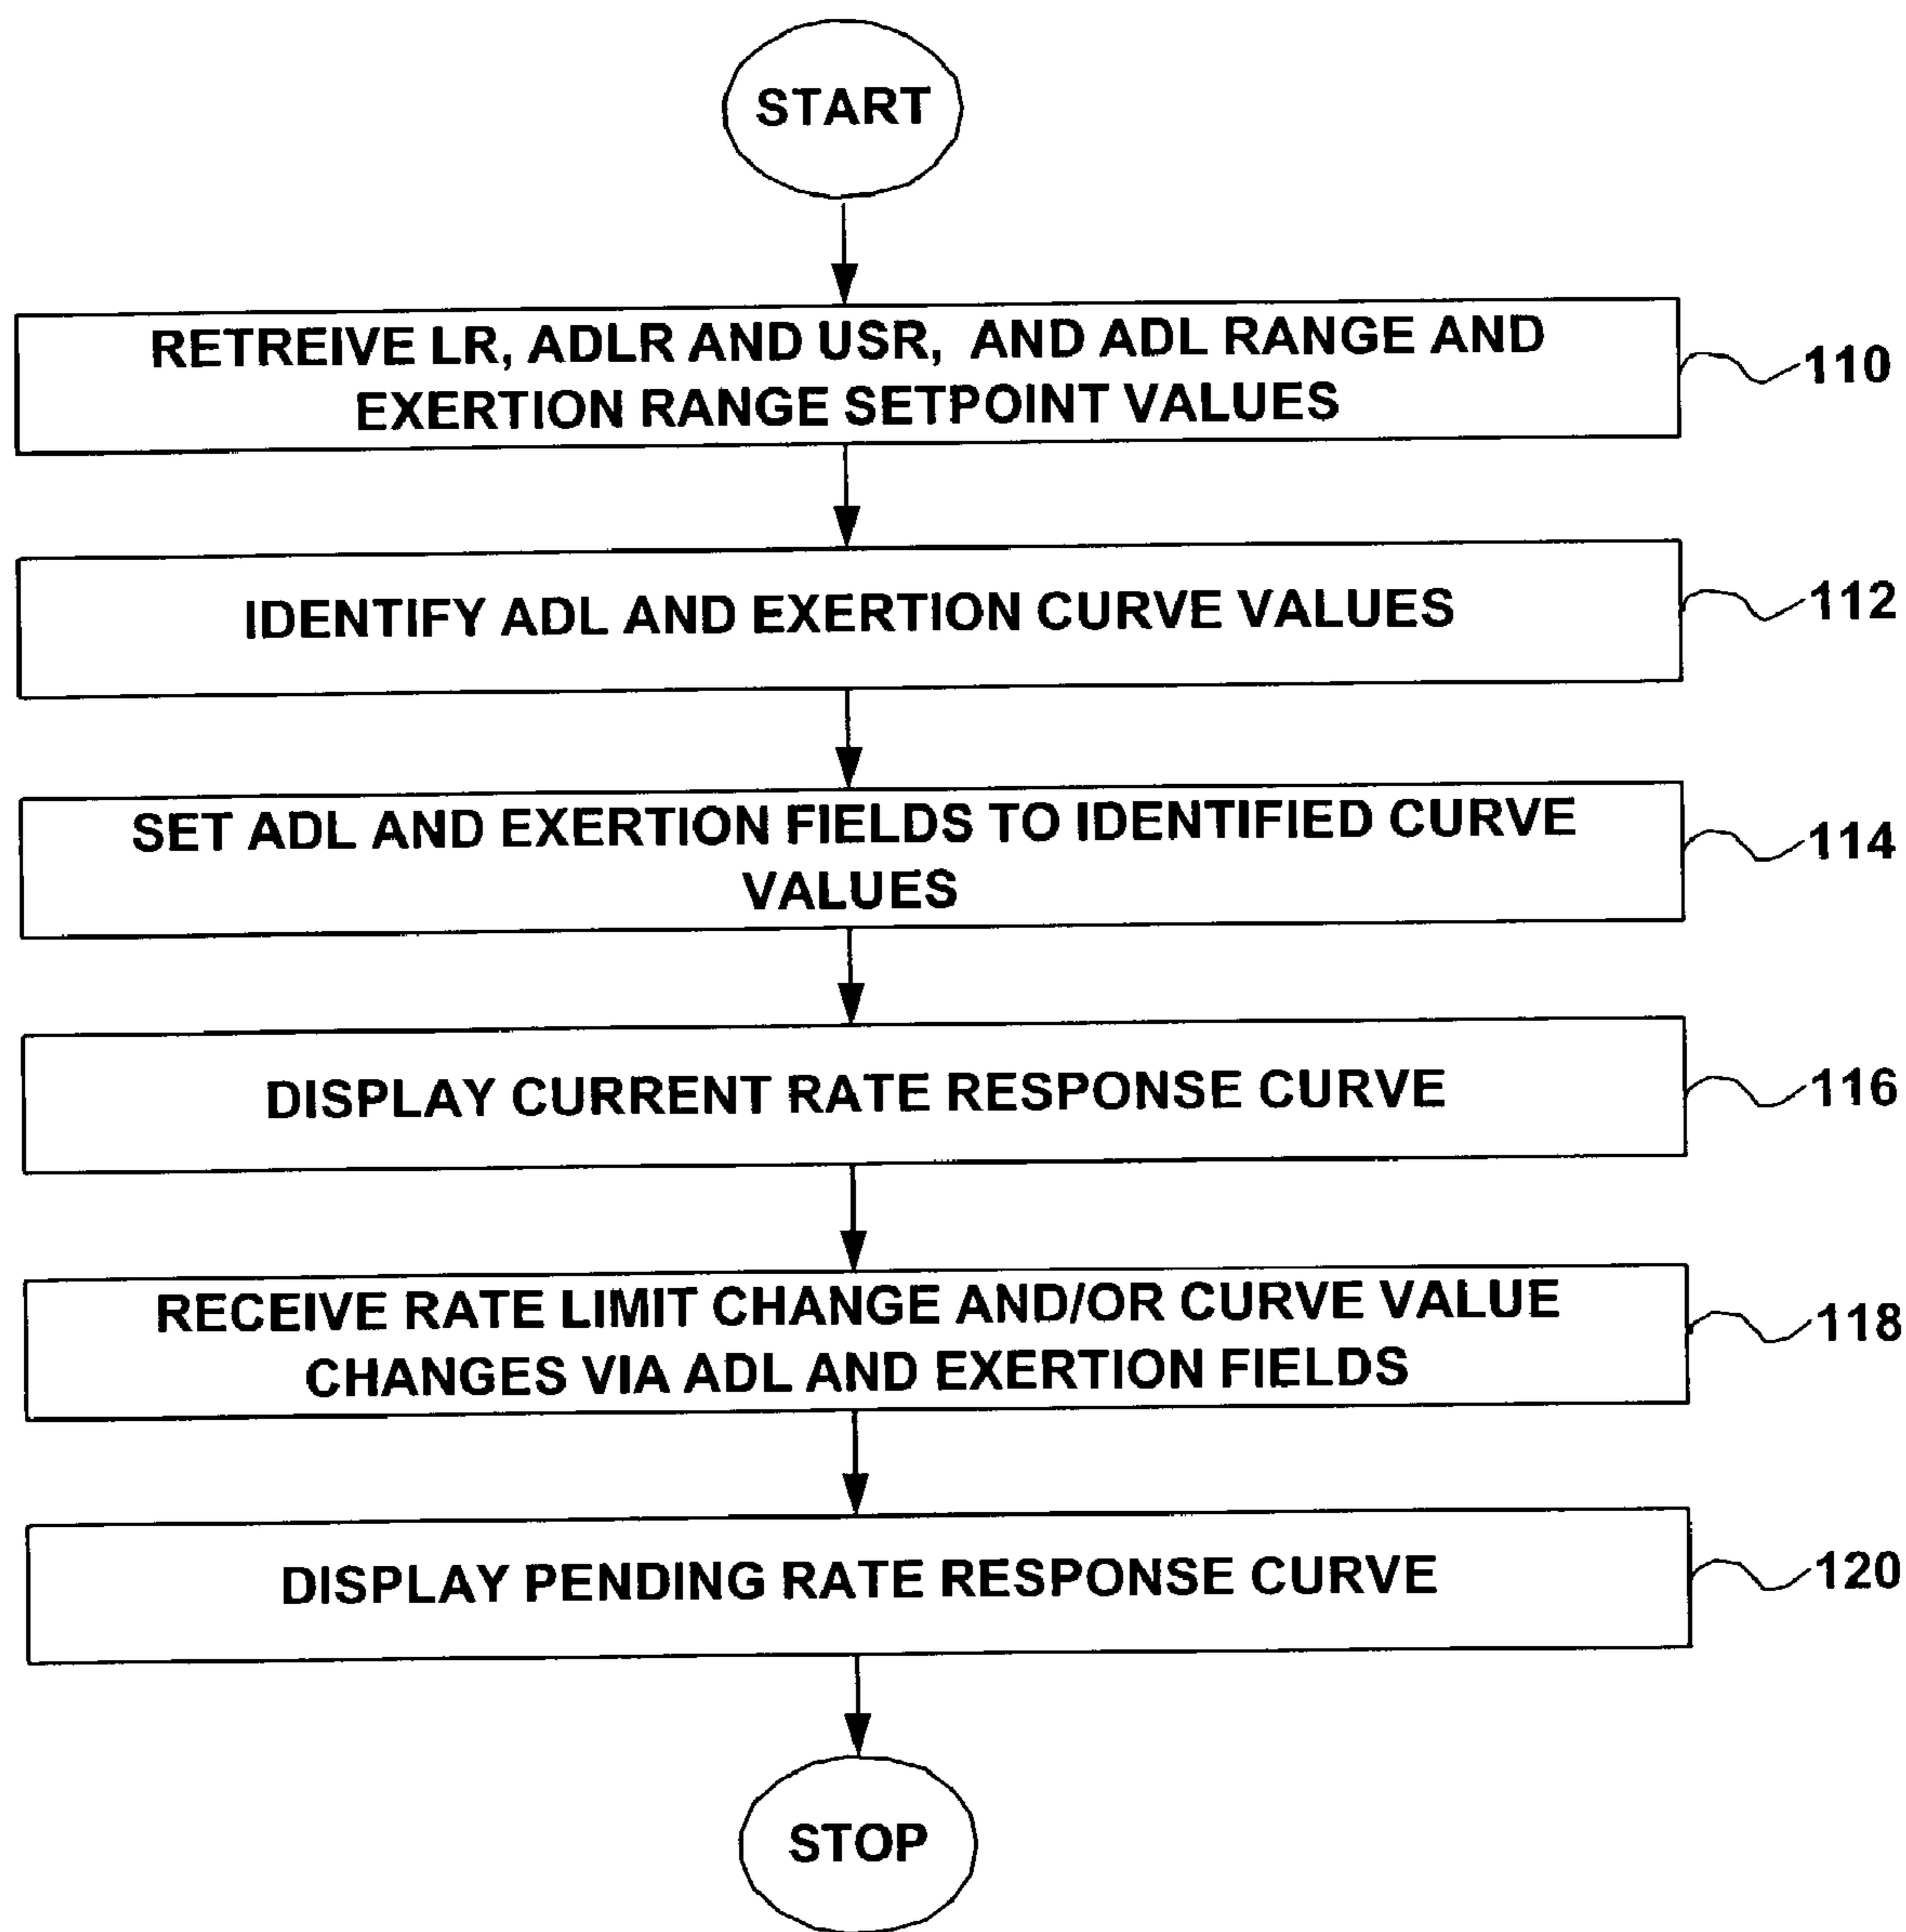 START
RETREIVE LR, ADLR AND USR, AND ADL RANGE AND
EXERTION RANGE SETPOINT VALUES
110
IDENTIFY ADL AND EXERTION CURVE VALUES
112
SET ADL AND EXERTION FIELDS TO IDENTIFIED CURVE
VALUES
114
DISPLAY CURRENT RATE RESPONSE CURVE
116
RECEIVE RATE LIMIT CHANGE AND/OR CURVE VALUE
CHANGES VIA ADL AND EXERTION FIELDS
118
DISPLAY PENDING RATE RESPONSE CURVE
120
STOP